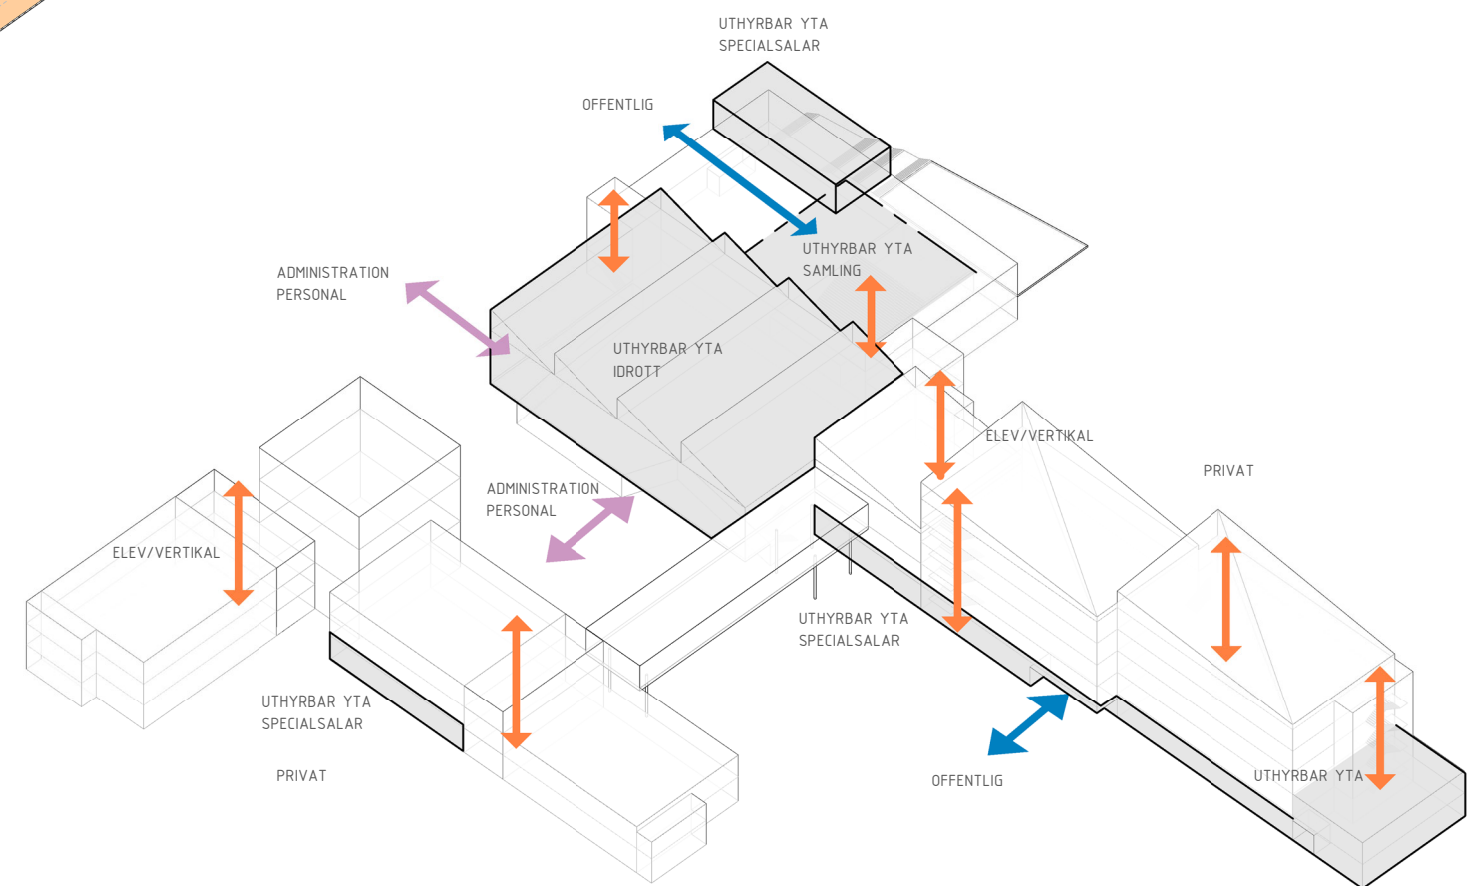 UTHYRBAR YTA
SPECIALSALAR
OFFENTLIG
UTHYRBAR YTA
SAMLING
ADMINISTRATION
PERSONAL
UTHYRBAR YTA
IDROTT
ELEV/VERTIKAL
PRIVAT
ADMINISTRATION
PERSONAL
ELEV/VERTIKAL
UTHYRBAR YTA
SPECIALSALAR
UTHYRBAR YTA
SPECIALSALAR
PRIVAT
OFFENTLIG
UTHYRBAR YTA